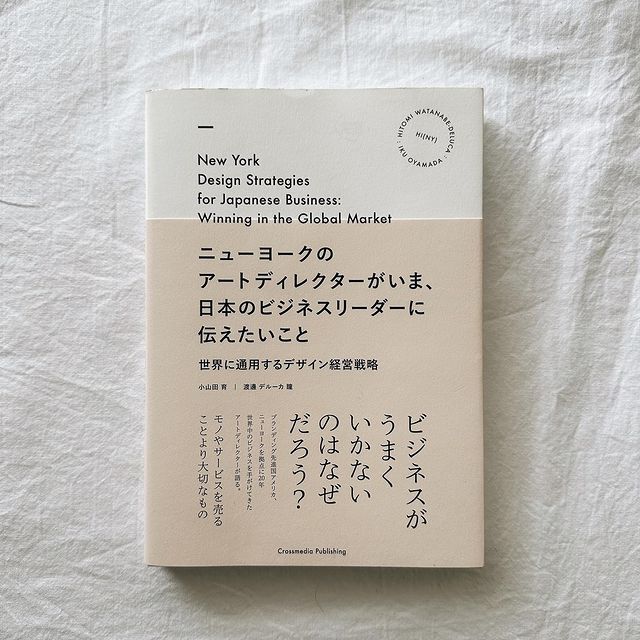 New York
Design Strategies
for Japanese Business:
Winning in the Global Market
· HITOMI WATANABE-DELUCA · IKU OYAMADA
HI(NY)
ニューヨークの
アートディレクターがいま、
日本のビジネスリーダーに
伝えたいこと
世界に通用するデザイン経営戦略
小山田 育 | 渡邊 デルーカ 瞳
ビジネスが
うまく
いかない
のはなぜ
だろう?
ブランディング先進国アメリカ、
ニューヨークを拠点に20年
世界中のビジネスを手がけてきた
アートディレクターが語る。
モノやサービスを売る
ことより大切なもの
Crossmedia Publishing